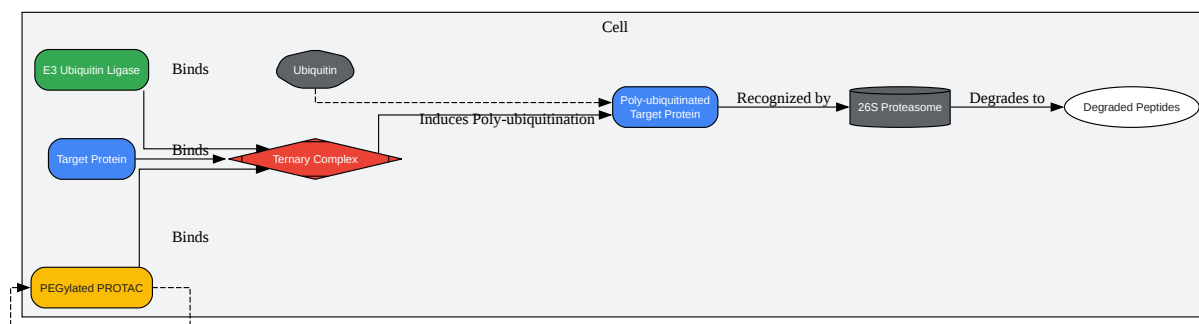 Cell
E3 Ubiquitin Ligase
Binds
Ubiquitin
Poly-ubiquitinated
Target Protein
Recognized by
26S Proteasome
Degrades to
Degraded Peptides
Induces Poly-ubiquitination
Target Protein
Binds
Ternary Complex
Binds
PEGylated PROTAC